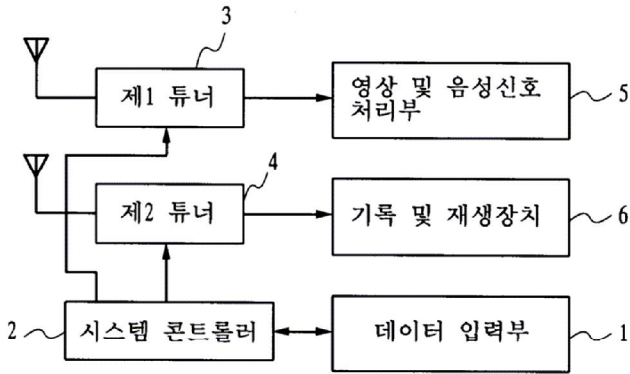 3
제1 튜너
영상 및 음성신호
처리부
5
4
제2 튜너
기록 및 재생장치
6
2
시스템 콘트롤러
데이터 입력부
1